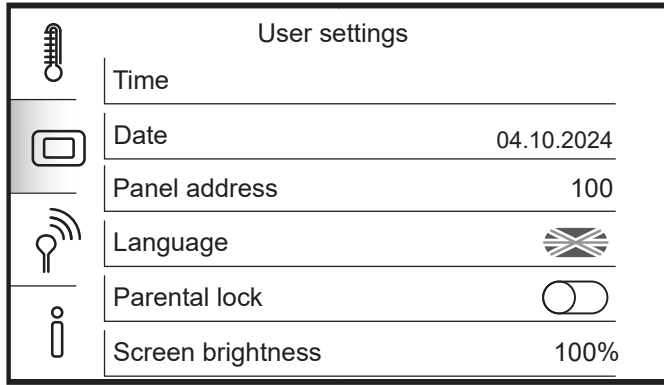 User settings
Time
Date 04.10.2024
Panel address 100
Language
Parental lock
Screen brightness 100%